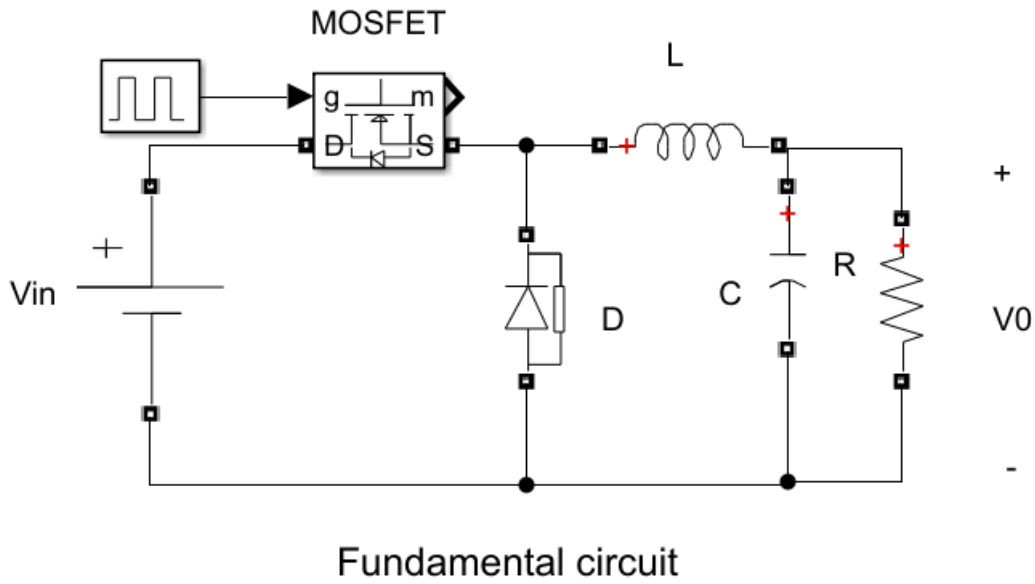 MOSFET
L
g
m
D
S
+
+
Vin
C
R
D
V0
-
Fundamental circuit